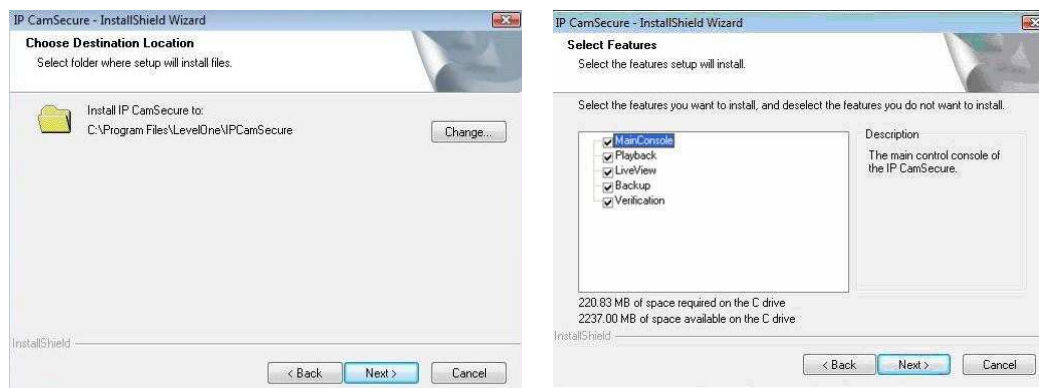 IP CamSecure - InstallShield Wizard
Choose Destination Location
Select folder where setup will install files.
Install IP CamSecure to:
C:\Program Files\LevelOne\IPCamSecure
Change...
InstallShield
< Back
Next >
Cancel
IP CamSecure - InstallShield Wizard
Select Features
Select the features setup will install.
Select the features you want to install, and deselect the features you do not want to install.
MainConsole
Playback
LiveView
Backup
Verification
Description
The main control console of
the IP CamSecure.
220.83 MB of space required on the C drive
2237.00 MB of space available on the C drive
InstallShield
< Back
Next >
Cancel